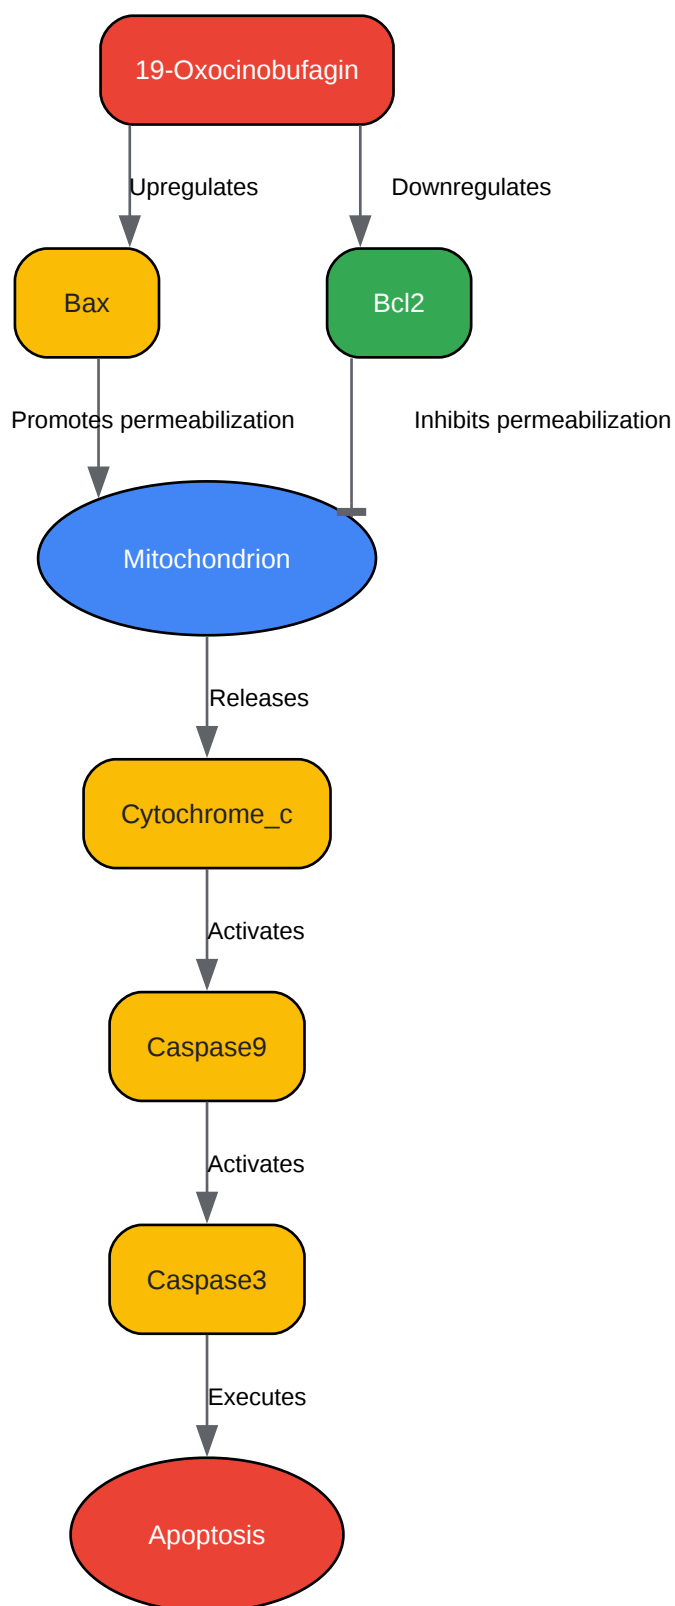 19-Oxocinobufagin
Upregulates
Downregulates
Bax
Bcl2
Promotes permeabilization
Inhibits permeabilization
Mitochondrion
Releases
Cytochrome_c
Activates
Caspase9
Activates
Caspase3
Executes
Apoptosis